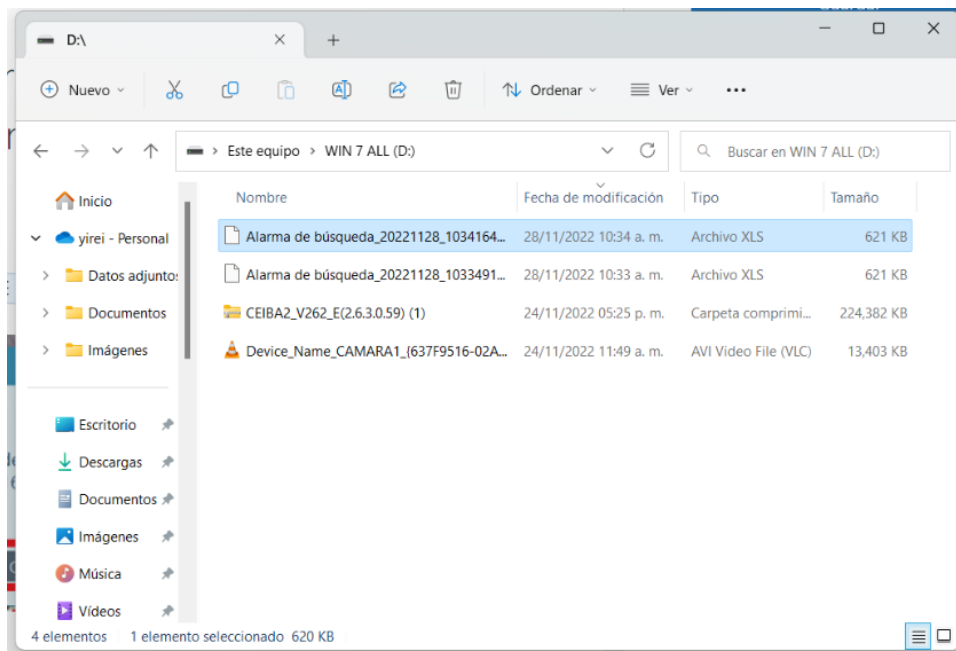 D:\
Nuevo
Ordenar
Ver
Este equipo > WIN 7 ALL (D:)
Buscar en WIN 7 ALL (D:)
Inicio
yirei - Personal
Datos adjuntos
Documentos
Imágenes
Escritorio
Descargas
Documentos
Imágenes
Música
Vídeos
Nombre Fecha de modificación Tipo Tamaño
Alarma de búsqueda_20221128_1034164... 28/11/2022 10:34 a. m. Archivo XLS 621 KB
Alarma de búsqueda_20221128_1033491... 28/11/2022 10:33 a. m. Archivo XLS 621 KB
CEIBA2_V262_E(2.6.3.0.59) (1) 24/11/2022 05:25 p. m. Carpeta comprimi... 224,382 KB
Device_Name_CAMARA1_{637F9516-02A... 24/11/2022 11:49 a. m. AVI Video File (VLC) 13,403 KB
4 elementos 1 elemento seleccionado 620 KB